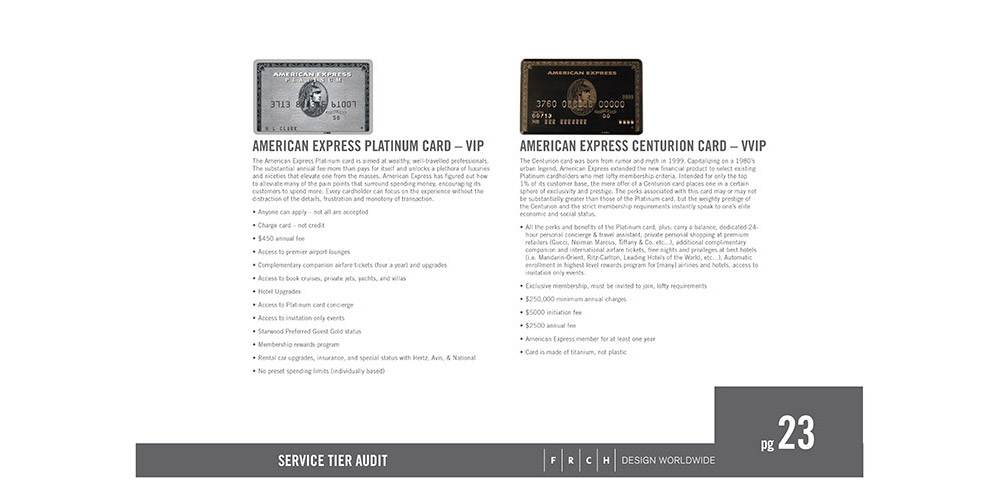 AMERICAN EXPRESS
PLATINUM
AMERICAN EXPRESS PLATINUM CARD – VIP
The American Express Platinum card is aimed at wealthy, well-travelled professionals.
The substantial annual fee more than pays for itself and unlocks a plethora of luxuries
and niceties that elevate one from the masses. American Express has figured out how
to alleviate many of the pain points that surround spending money, encouraging its
customers to spend more. Every cardholder can focus on the experience without the
distraction of the details, frustration and monotony of transaction.
• Anyone can apply – not all are accepted
• Charge card – not credit
• $450 annual fee
• Access to premier airport lounges
• Complementary companion airfare tickets (four a year) and upgrades
• Access to book cruises, private jets, yachts, and villas
• Hotel Upgrades
• Access to Platinum card concierge
• Access to invitation only events
• Starwood Preferred Guest Gold status
• Membership rewards program
• Rental car upgrades, insurance, and special status with Hertz, Avis, & National
• No preset spending limits (individually based)
AMERICAN EXPRESS
AMERICAN EXPRESS CENTURION CARD – VVIP
The Centurion card was born from rumor and myth in 1999. Capitalizing on a 1980's
urban legend, American Express extended the new financial product to select existing
Platinum cardholders who met lofty membership criteria. Intended for only the top
1% of its customer base, the mere offer of a Centurion card places one in a certain
sphere of exclusivity and prestige. The perks associated with this card may or may not
be substantially greater than those of the Platinum card, but the weighty prestige of
the Centurion and the strict membership requirements instantly speak to one's elite
economic and social status.
• All the perks and benefits of the Platinum card, plus; carry a balance, dedicated 24-
hour personal concierge & travel assistant, private personal shopping at premium
retailers (Gucci, Neiman Marcus, Tiffany & Co. etc...), additional complimentary
companion and international airfare tickets, free nights and privileges at best hotels
(i.e. Mandarin-Orient, Ritz-Carlton, Leading Hotels of the World, etc...), Automatic
enrollment in highest level rewards program for [many] airlines and hotels, access to
invitation only events.
• Exclusive membership, must be invited to join, lofty requirements
• $250,000 minimum annual charges
• $5000 initiation fee
• $2500 annual fee
• American Express member for at least one year
• Card is made of titanium, not plastic
SERVICE TIER AUDIT
F R C H DESIGN WORLDWIDE
pg 23